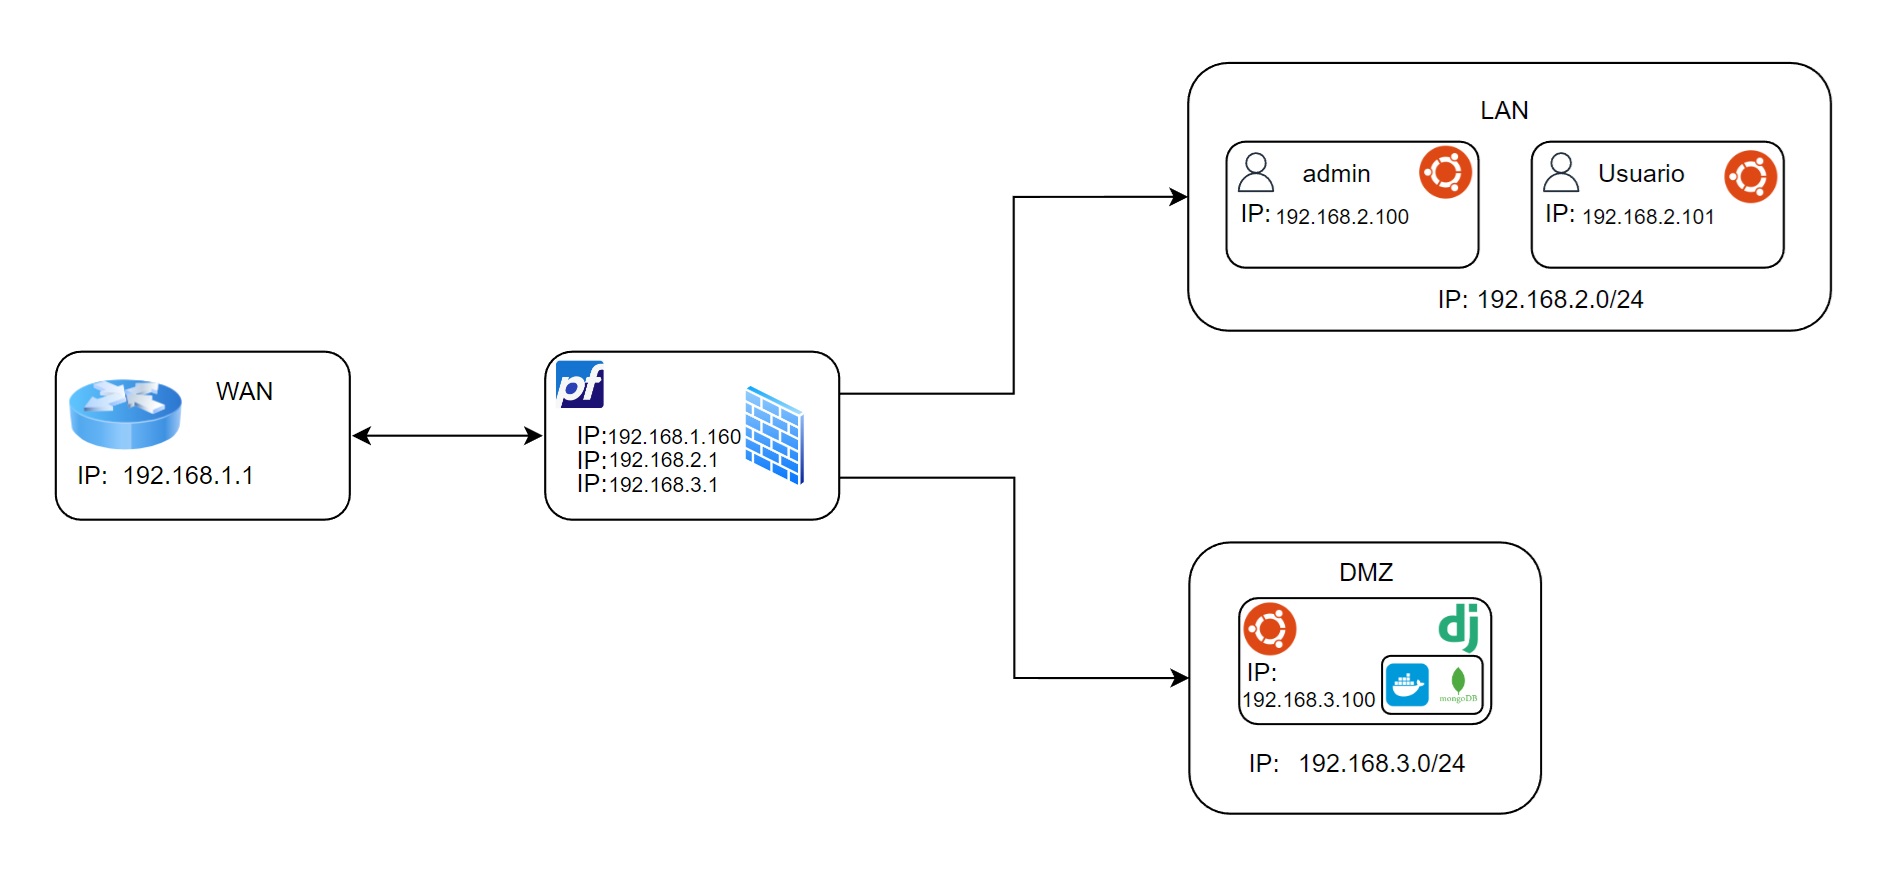 WAN
IP: 192.168.1.1
pf
IP:192.168.1.160
IP:192.168.2.1
IP:192.168.3.1
LAN
admin
IP: 192.168.2.100
Usuario
IP: 192.168.2.101
IP: 192.168.2.0/24
DMZ
dj
IP:
192.168.3.100
mongoDB
IP: 192.168.3.0/24